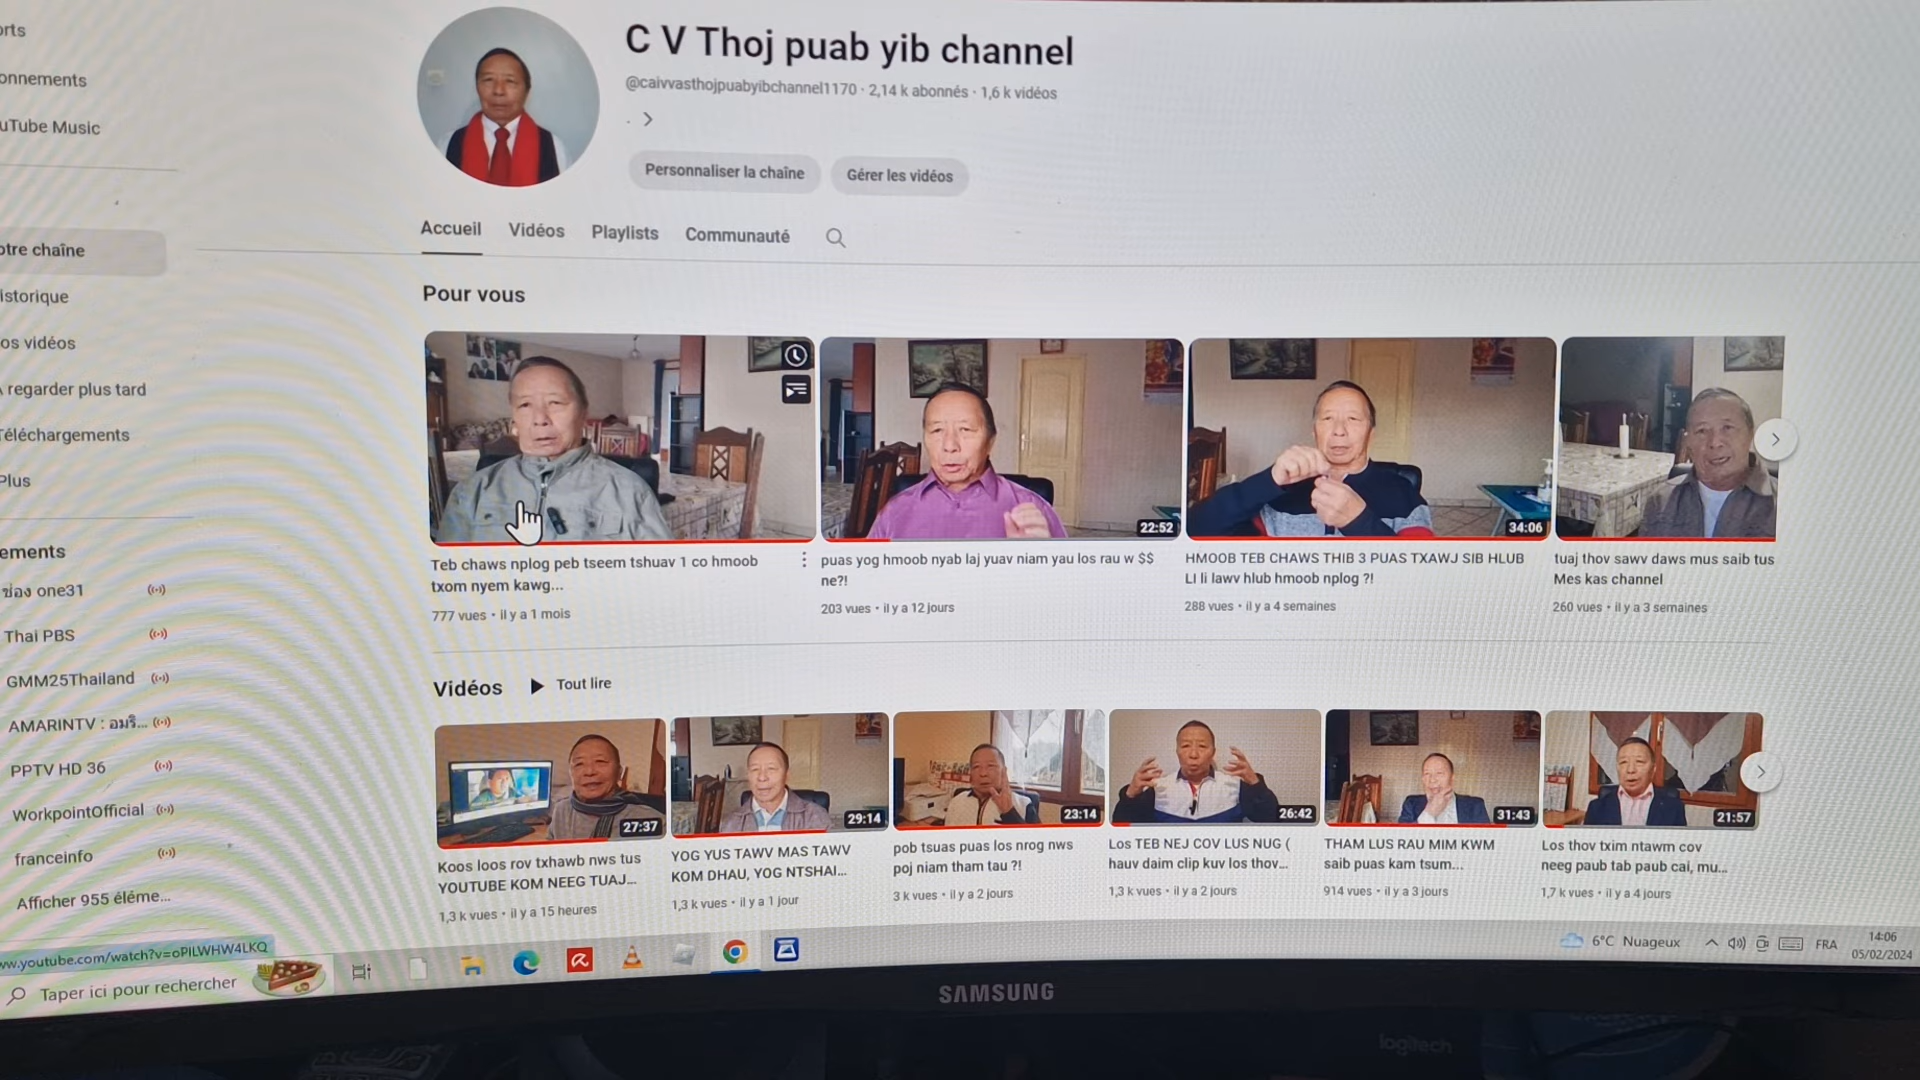 C V Thoj puab yib channel
@caivvasthojpuabyibchannel1170 · 2,14 k abonnés · 1,6 k vidéos
Personnaliser la chaîne
Gérer les vidéos
Accueil Vidéos Playlists Communauté
orts
onnements
uTube Music
otre chaîne
istorique
os vidéos
regarder plus tard
Téléchargements
Plus
ements
ช่อง one31
Thai PBS
GMM25Thailand
AMARINTV : อมริ...
PPTV HD 36
WorkpointOfficial
franceinfo
Afficher 955 éléme...
Pour vous
Teb chaws nplog peb tseem tshuav 1 co hmoob
txom nyem kawg...
777 vues • il y a 1 mois
22:52
puas yog hmoob nyab laj yuav niam yau los rau w $$
ne?!
203 vues • il y a 12 jours
34:06
HMOOB TEB CHAWS THIB 3 PUAS TXAWJ SIB HLUB
LI li lawv hlub hmoob nplog ?!
288 vues • il y a 4 semaines
tuaj thov sawv daws mus saib tus
Mes kas channel
260 vues • il y a 3 semaines
Vidéos
Tout lire
27:37
Koos loos rov txhawb nws tus
YOUTUBE KOM NEEG TUAJ...
1,3 k vues • il y a 15 heures
29:14
YOG YUS TAWV MAS TAWV
KOM DHAU, YOG NTSHAI...
1,3 k vues • il y a 1 jour
23:14
pob tsuas puas los nrog nws
poj niam tham tau ?!
3 k vues • il y a 2 jours
26:42
Los TEB NEJ COV LUS NUG (
hauv daim clip kuv los thov...
1,3 k vues • il y a 2 jours
31:43
THAM LUS RAU MIM KWM
saib puas kam tsum...
914 vues • il y a 3 jours
21:57
Los thov txim ntawm cov
neeg paub tab paub cai, mu...
1,7 k vues • il y a 4 jours
ww.youtube.com/watch?v=oPILWHW4LKQ
Taper ici pour rechercher
6°C Nuageux
FRA
14:06
05/02/2024
SAMSUNG
logitech